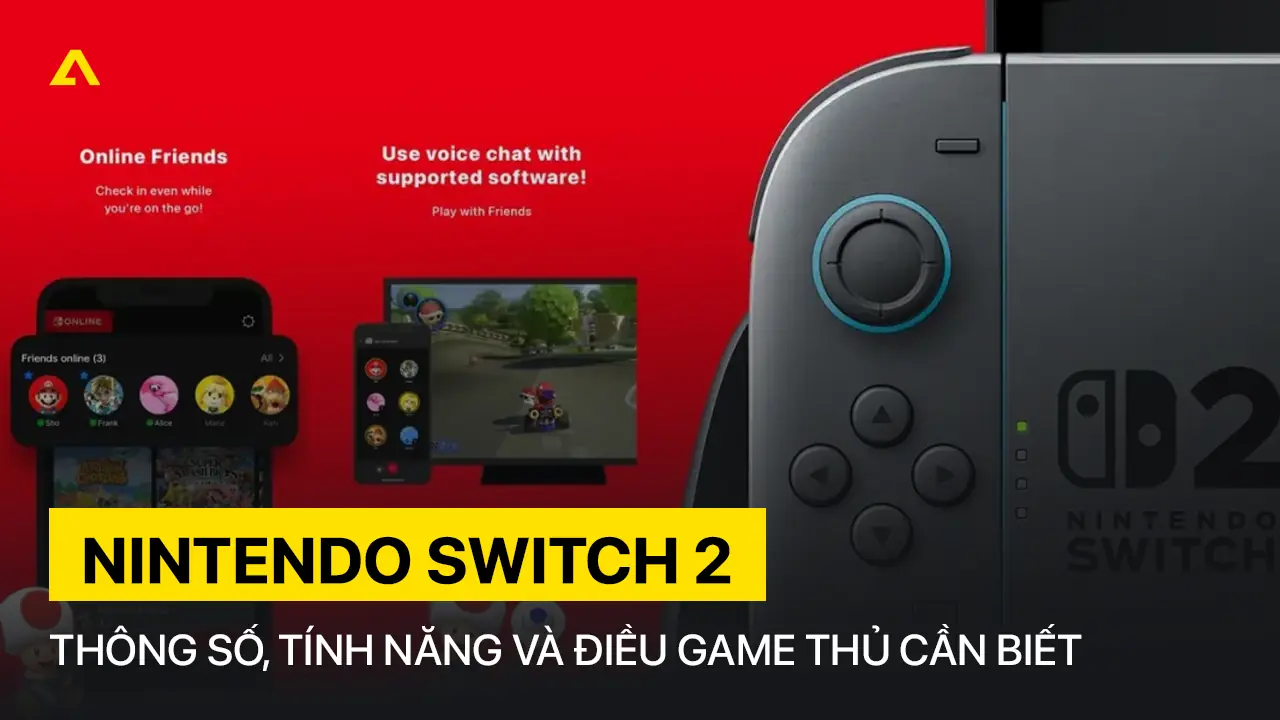 Online Friends
Check in even while
you're on the go!
Use voice chat with
supported software!
Play with Friends
ONLINE
Friends online (3)
All
Sho
Frank
Alice
2
NINTENDO
SWITCH
NINTENDO SWITCH 2
THÔNG SỐ, TÍNH NĂNG VÀ ĐIỀU GAME THỦ CẦN BIẾT